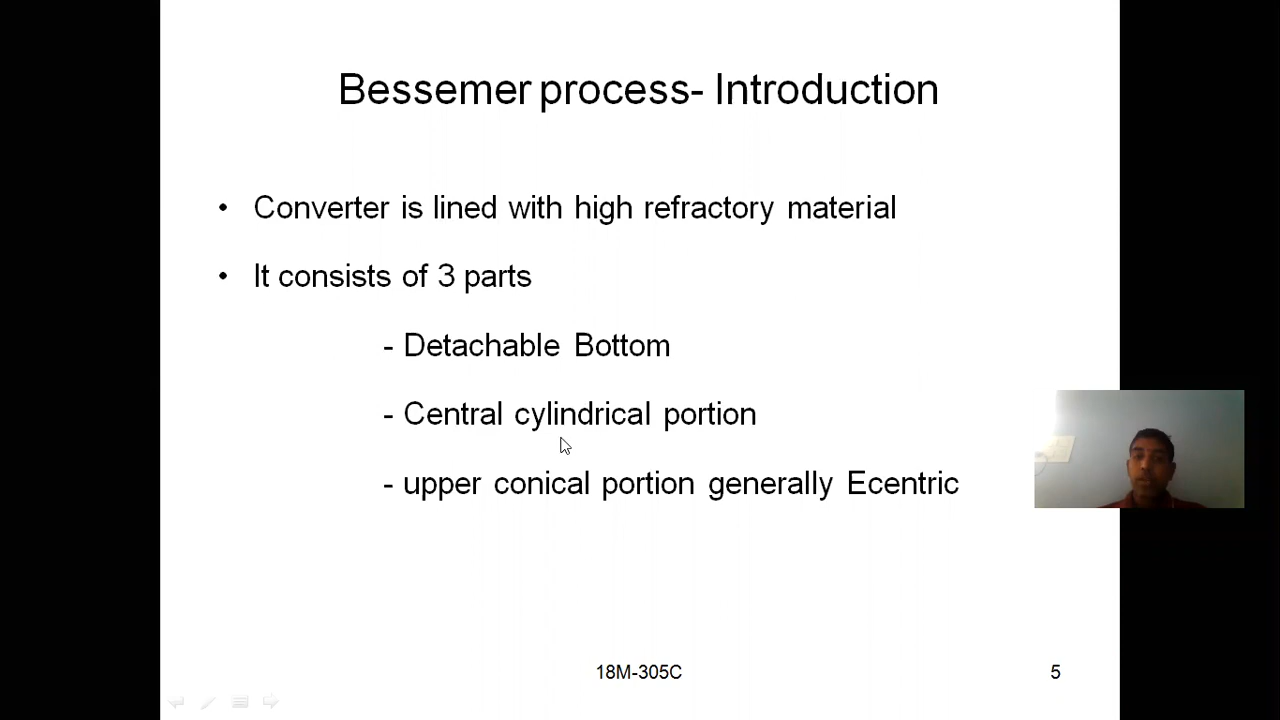 Bessemer process- Introduction
• Converter is lined with high refractory material
• It consists of 3 parts
- Detachable Bottom
- Central cylindrical portion
- upper conical portion generally Ecentric
18M-305C
5